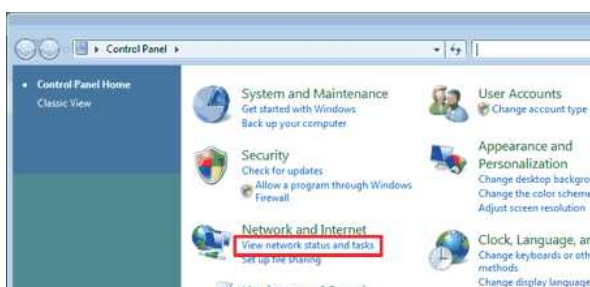 Control Panel
Control Panel Home
Classic View
System and Maintenance
Get started with Windows
Back up your computer
Security
Check for updates
Allow a program through Windows
Firewall
Network and Internet
View network status and tasks
Set up file sharing
User Accounts
Change account type
Appearance and
Personalization
Change desktop backgro
Change the color scheme
Adjust screen resolution
Clock, Language, an
Change keyboards or oth
methods
Change display language